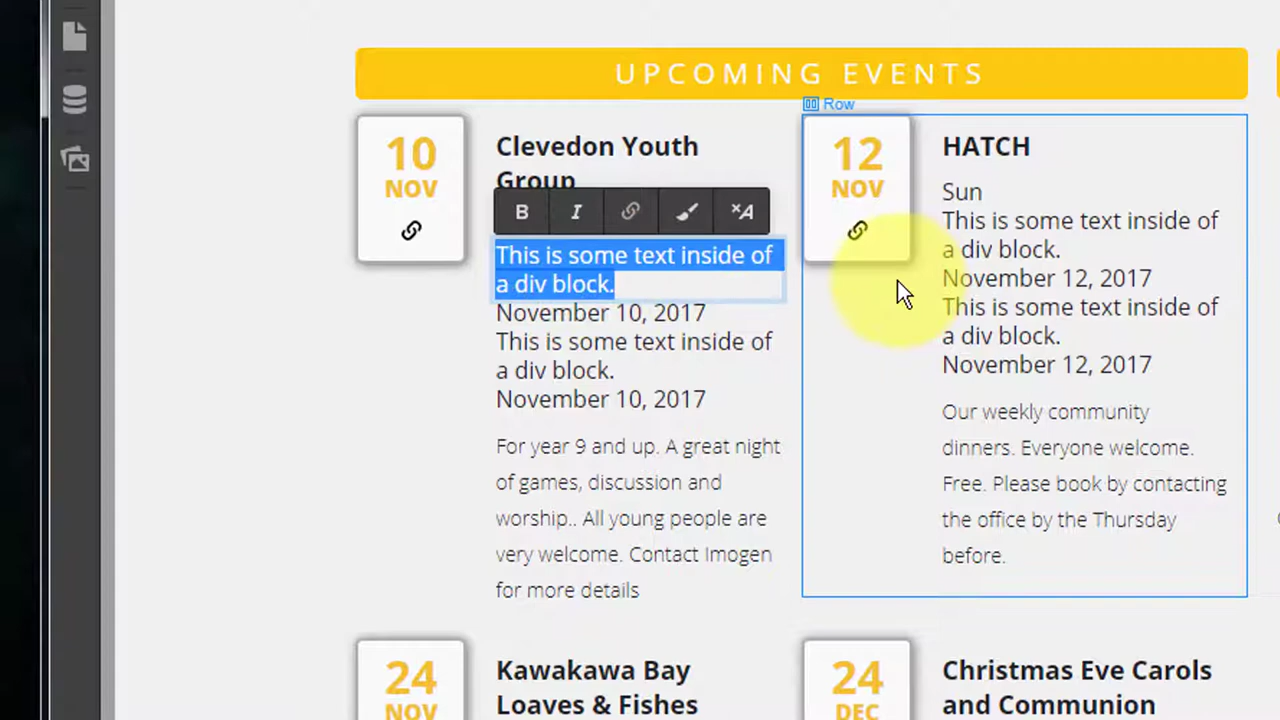 UPCOMING EVENTS
Row
10
NOV
Clevedon Youth
Group
B I A
This is some text inside of
a div block.
November 10, 2017
This is some text inside of
a div block.
November 10, 2017
For year 9 and up. A great night
of games, discussion and
worship.. All young people are
very welcome. Contact Imogen
for more details
12
NOV
HATCH
Sun
This is some text inside of
a div block.
November 12, 2017
This is some text inside of
a div block.
November 12, 2017
Our weekly community
dinners. Everyone welcome.
Free. Please book by contacting
the office by the Thursday
before.
24
NOV
Kawakawa Bay
Loaves & Fishes
24
DEC
Christmas Eve Carols
and Communion